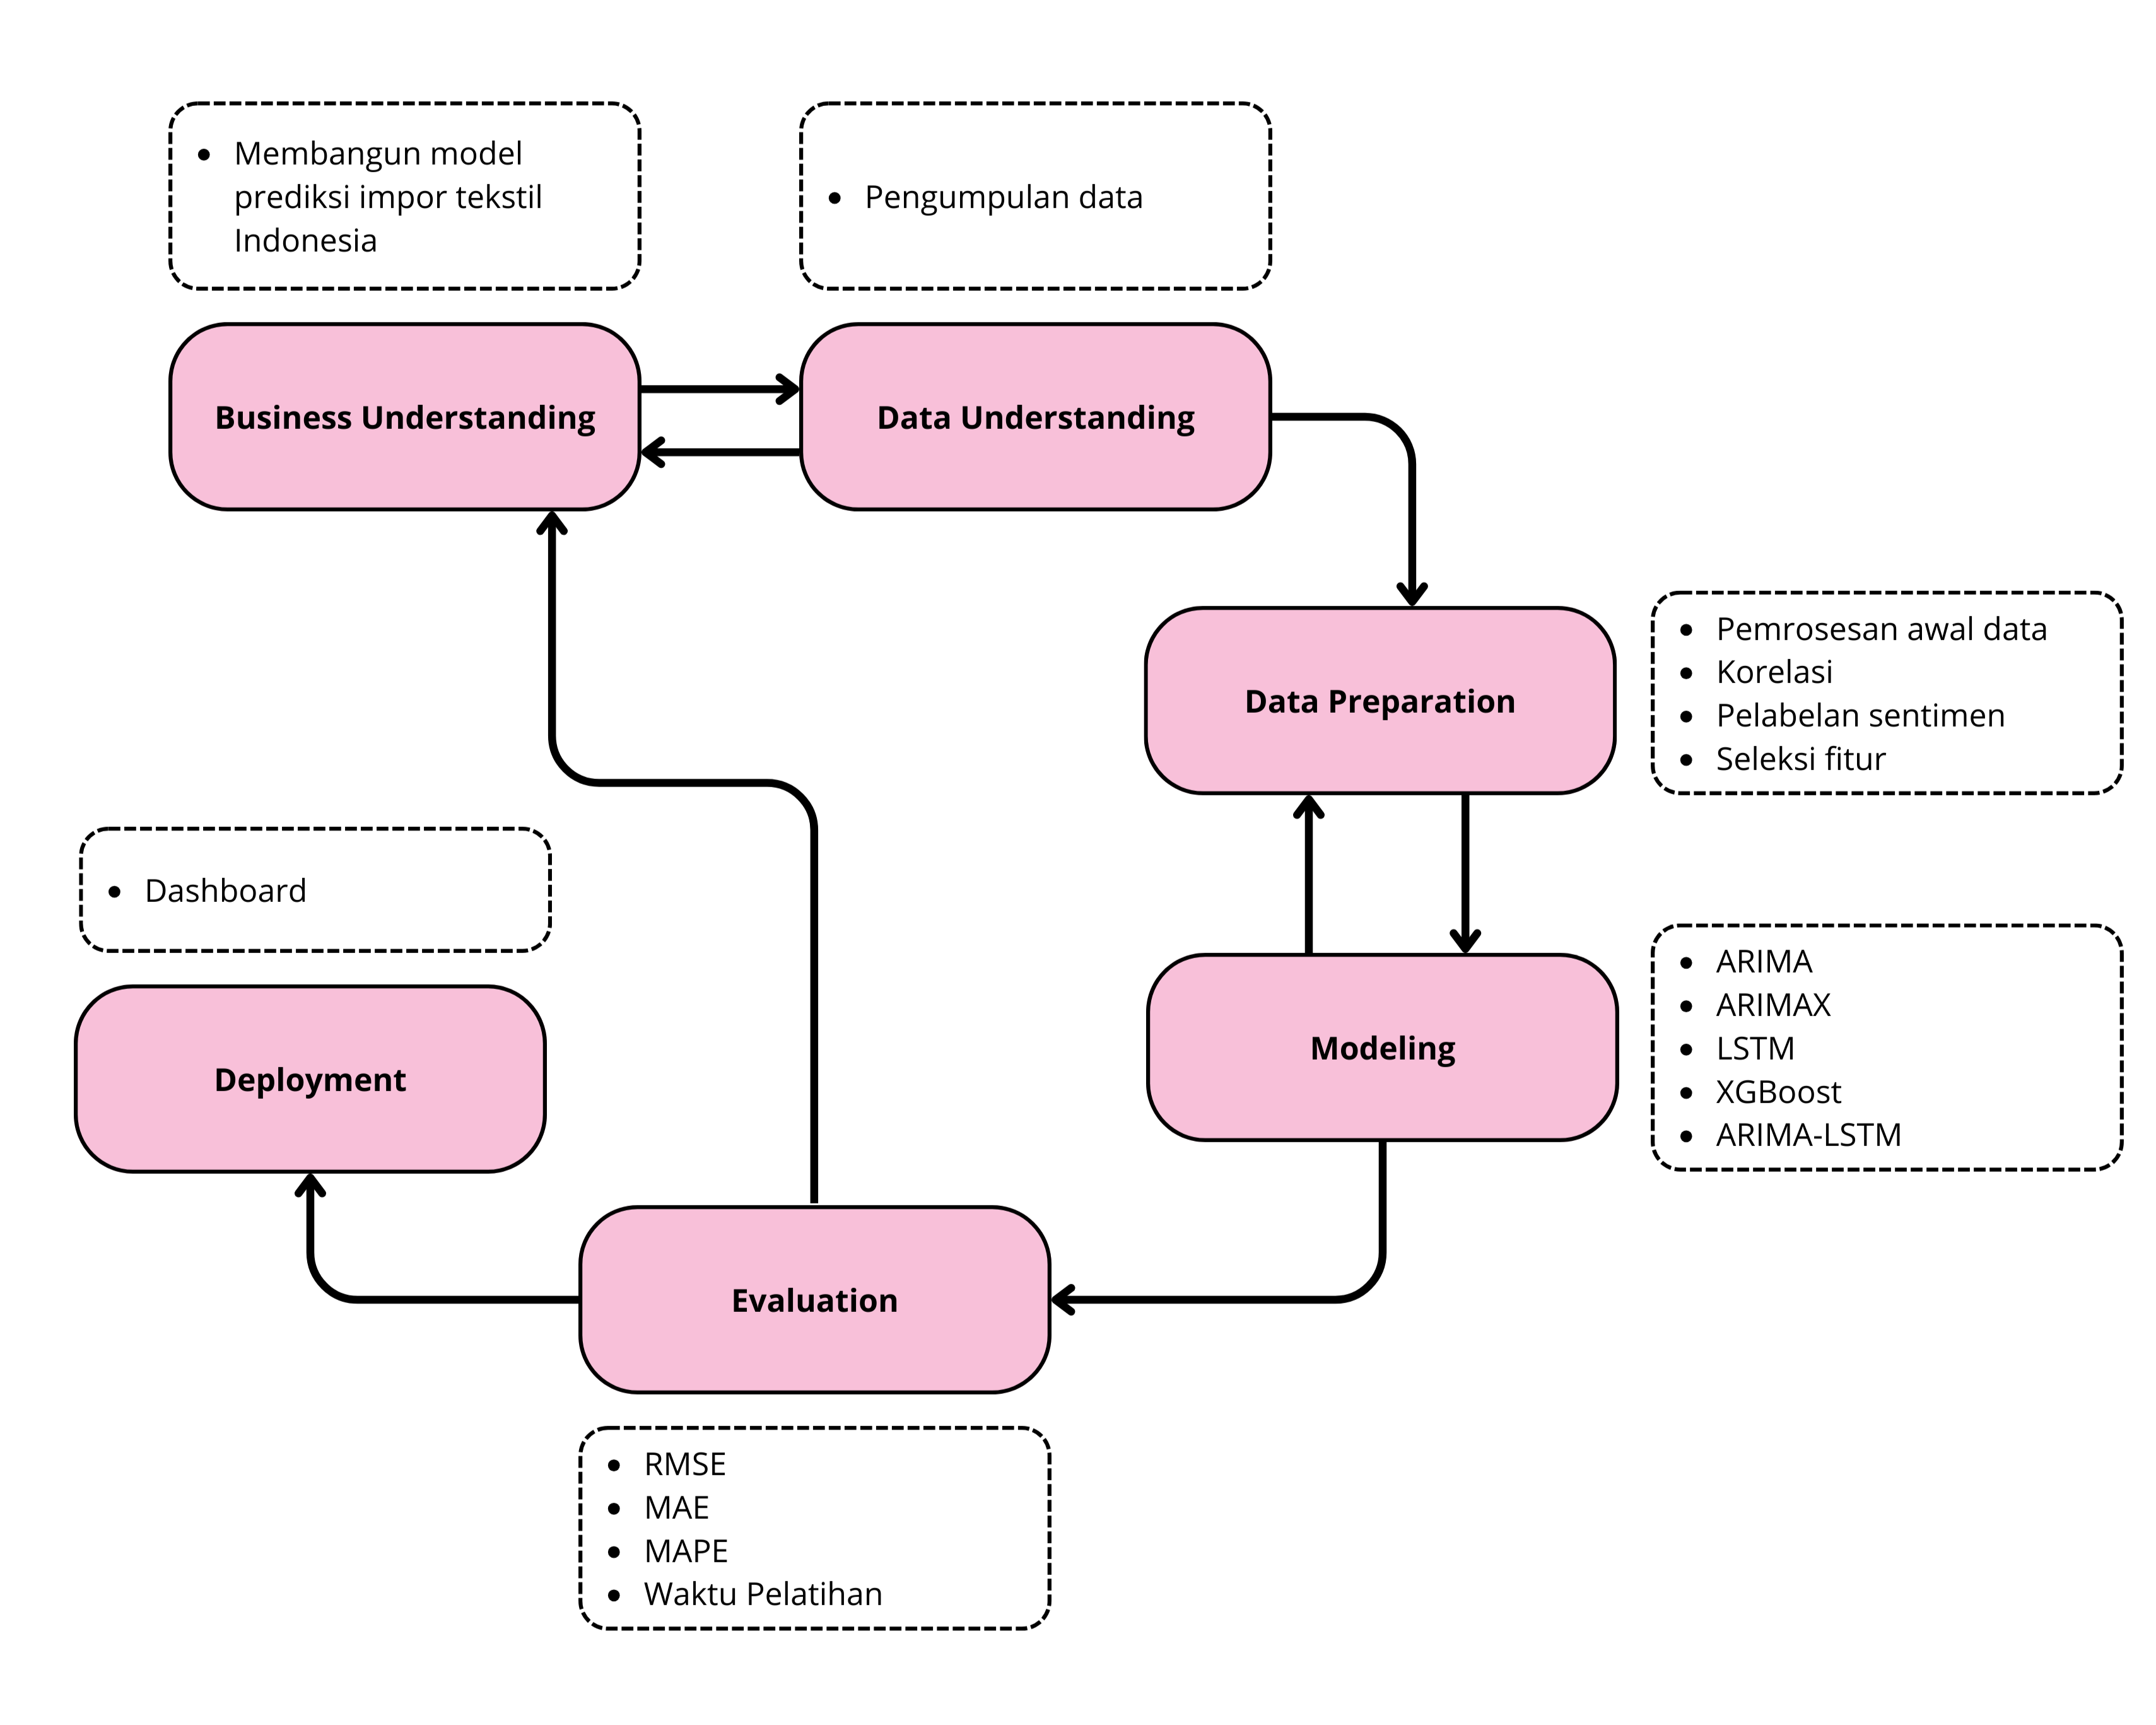 Membangun model
prediksi impor tekstil
Indonesia
Pengumpulan data
Business Understanding
Data Understanding
Data Preparation
Pemrosesan awal data
Korelasi
Pelabelan sentimen
Seleksi fitur
Dashboard
Deployment
Modeling
ARIMA
ARIMAX
LSTM
XGBoost
ARIMA-LSTM
Evaluation
RMSE
MAE
MAPE
Waktu Pelatihan